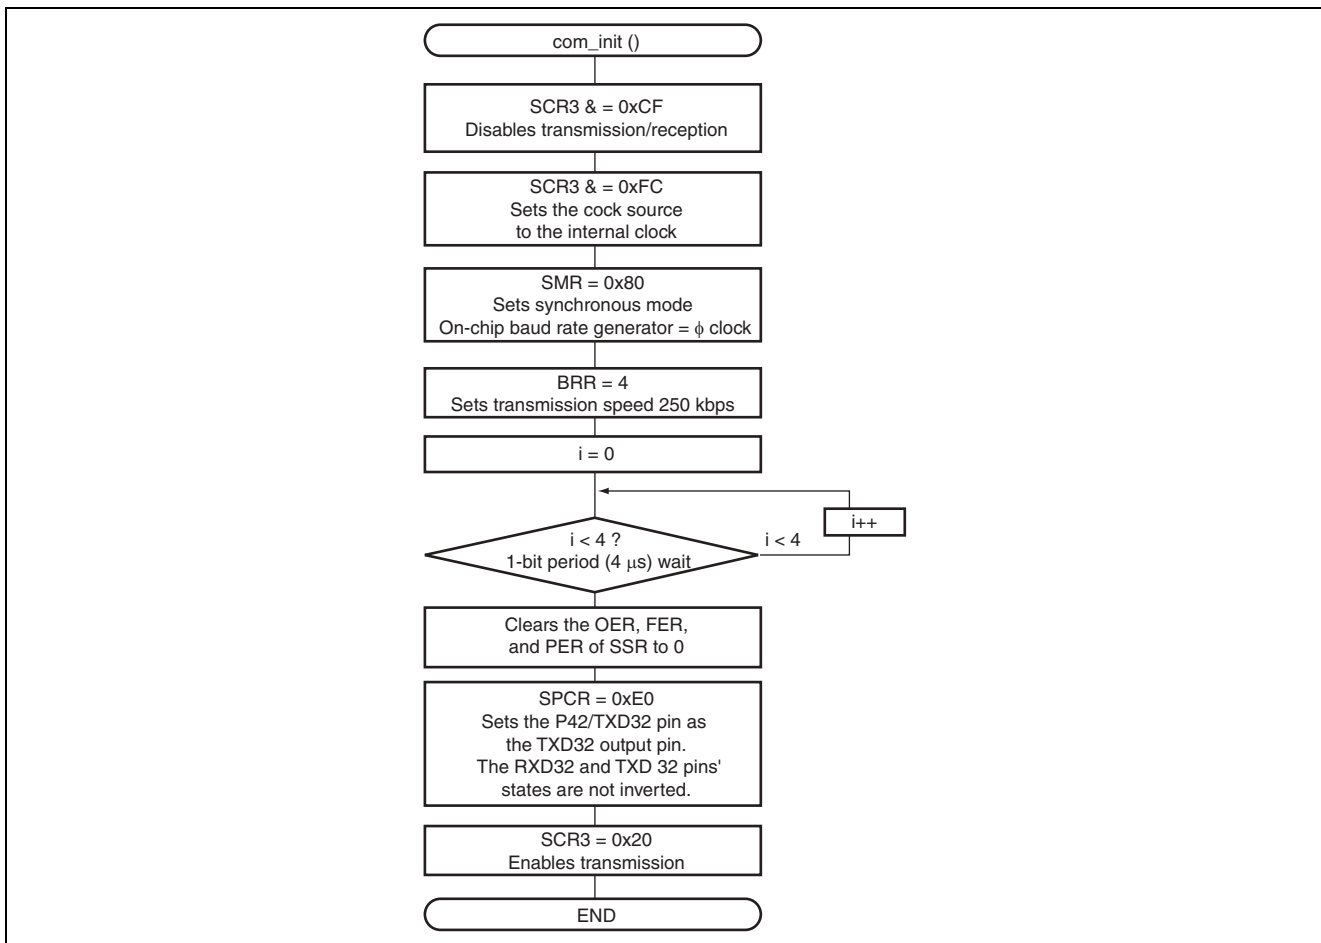 com_init ()
SCR3 & = 0xCF
Disables transmission/reception
SCR3 & = 0xFC
Sets the cock source
to the internal clock
SMR = 0x80
Sets synchronous mode
On-chip baud rate generator = ϕ clock
BRR = 4
Sets transmission speed 250 kbps
i = 0
i++
i < 4 ?
i < 4
1-bit period (4 μs) wait
Clears the OER, FER,
and PER of SSR to 0
SPCR = 0xE0
Sets the P42/TXD32 pin as
the TXD32 output pin.
The RXD32 and TXD 32 pins'
states are not inverted.
SCR3 = 0x20
Enables transmission
END